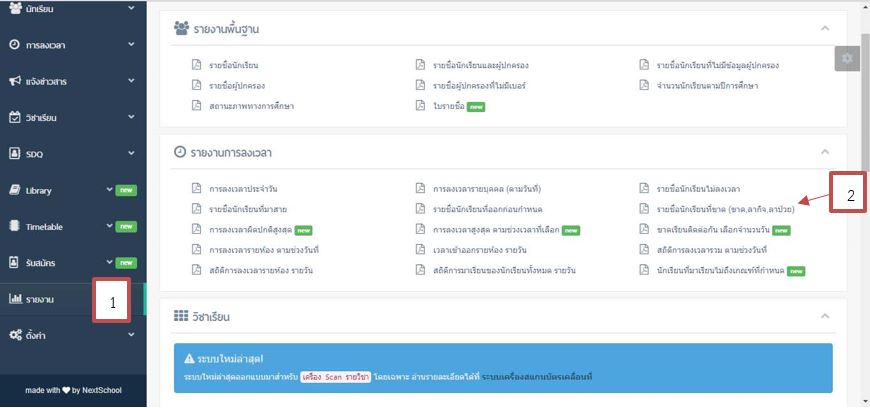 นักเรียน
การลงเวลา
แจ้งข่าวสาร
วิชาเรียน
SDQ
Library new
Timetable new
รับสมัคร new
รายงาน 1
ตั้งค่า
made with by NextSchool
รายงานพื้นฐาน
รายชื่อนักเรียน รายชื่อนักเรียนและผู้ปกครอง รายชื่อนักเรียนที่ไม่มีข้อมูลผู้ปกครอง
รายชื่อผู้ปกครอง รายชื่อผู้ปกครองที่ไม่มีเบอร์ จำนวนนักเรียนตามปีการศึกษา
สถานะภาพทางการศึกษา ใบรายชื่อ new
รายงานการลงเวลา
การลงเวลาประจำวัน การลงเวลารายบุคคล (ตามวันที่) รายชื่อนักเรียนไม่ลงเวลา
รายชื่อนักเรียนที่มาสาย รายชื่อนักเรียนที่ออกก่อนกำหนด รายชื่อนักเรียนที่ขาด (ขาด,ลากิจ,ลาป่วย) 2
การลงเวลาผิดปกติสูงสุด new การลงเวลาสูงสุด ตามช่วงเวลาที่เลือก new ขาดเรียนติดต่อกัน เลือกจำนวนวัน new
การลงเวลารายห้อง ตามช่วงวันที่ เวลาเข้าออกรายห้อง รายวัน สถิติการลงเวลารวม ตามช่วงวันที่
สถิติการลงเวลารายห้อง รายวัน สถิติการมาเรียนของนักเรียนทั้งหมด รายวัน นักเรียนที่มาเรียนไม่ถึงเกณฑ์ที่กำหนด new
วิชาเรียน
ระบบใหม่ล่าสุด!
ระบบใหม่ล่าสุดออกแบบมาสำหรับ เครื่อง Scan รายวิชา โดยเฉพาะ อ่านรายละเอียดได้ที่ ระบบเครื่องสแกนบัตรเคลื่อนที่